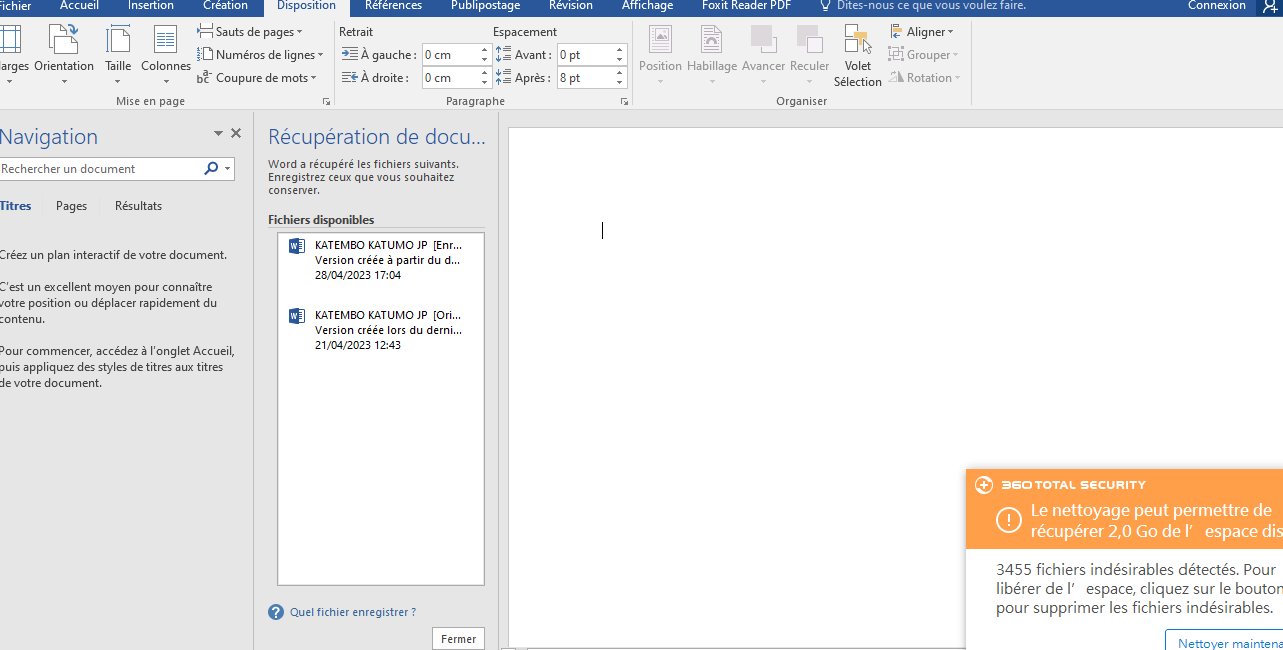 Fichier Accueil Insertion Création Disposition Références Publipostage Révision Affichage Foxit Reader PDF Dites-nous ce que vous voulez faire. Connexion
Marges Orientation Taille Colonnes
Sauts de pages
Numéros de lignes
Coupure de mots
Mise en page
Retrait Espacement
À gauche : 0 cm Avant : 0 pt
À droite : 0 cm Après : 8 pt
Paragraphe
Position Habillage Avancer Reculer Volet Sélection
Aligner
Grouper
Rotation
Organiser
Navigation
Rechercher un document
Titres Pages Résultats
Créez un plan interactif de votre document.
C'est un excellent moyen pour connaître
votre position ou déplacer rapidement du
contenu.
Pour commencer, accédez à l'onglet Accueil,
puis appliquez des styles de titres aux titres
de votre document.
Récupération de docu...
Word a récupéré les fichiers suivants.
Enregistrez ceux que vous souhaitez
conserver.
Fichiers disponibles
KATEMBO KATUMO JP [Enr...
Version créée à partir du d...
28/04/2023 17:04
KATEMBO KATUMO JP [Ori...
Version créée lors du derni...
21/04/2023 12:43
Quel fichier enregistrer ?
Fermer
360 TOTAL SECURITY
Le nettoyage peut permettre de
récupérer 2,0 Go de l' espace dis
3455 fichiers indésirables détectés. Pour
libérer de l' espace, cliquez sur le bouton
pour supprimer les fichiers indésirables.
Nettoyer maintena